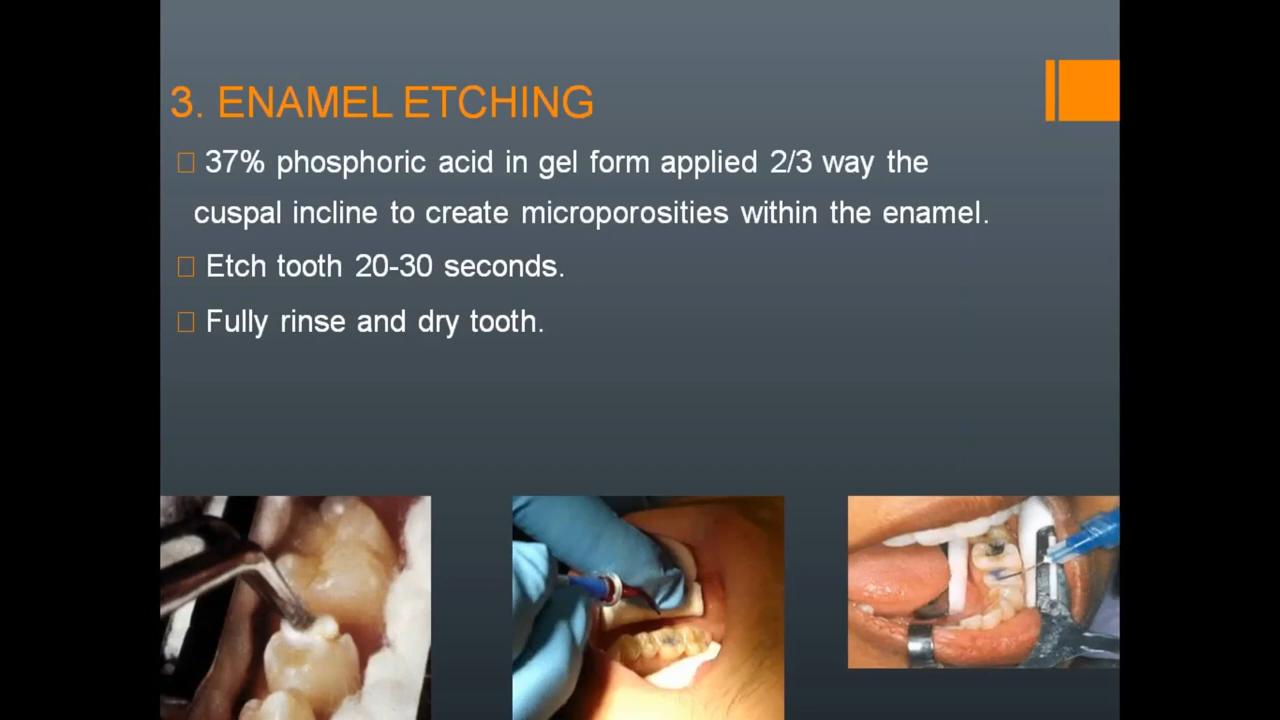 3. ENAMEL ETCHING
37% phosphoric acid in gel form applied 2/3 way the
cuspal incline to create microporosities within the enamel.
Etch tooth 20-30 seconds.
Fully rinse and dry tooth.